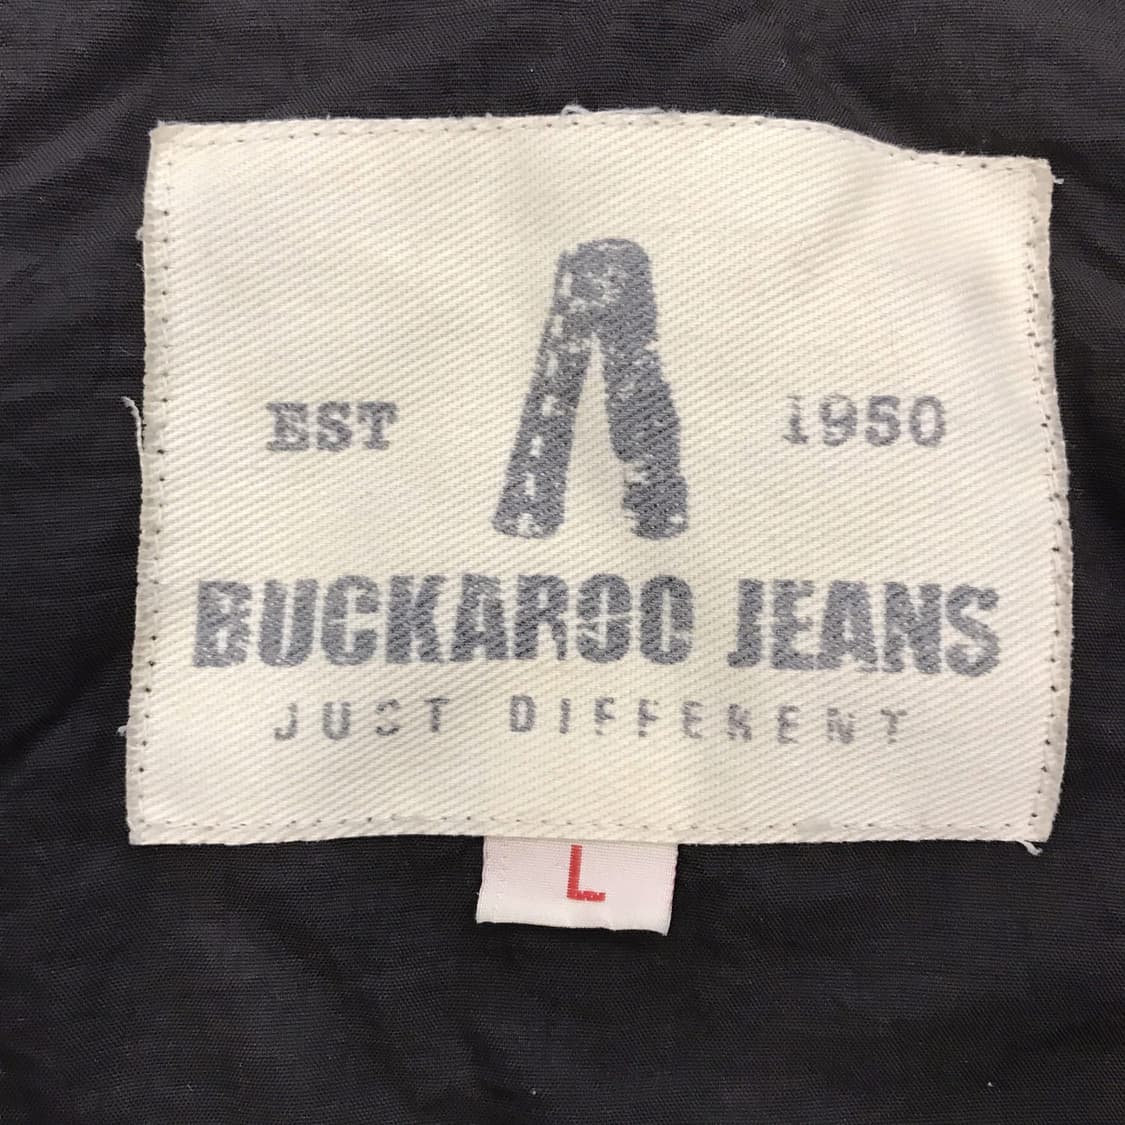 EST 1950
BUCKAROO JEANS
JUST DIFFERENT
L